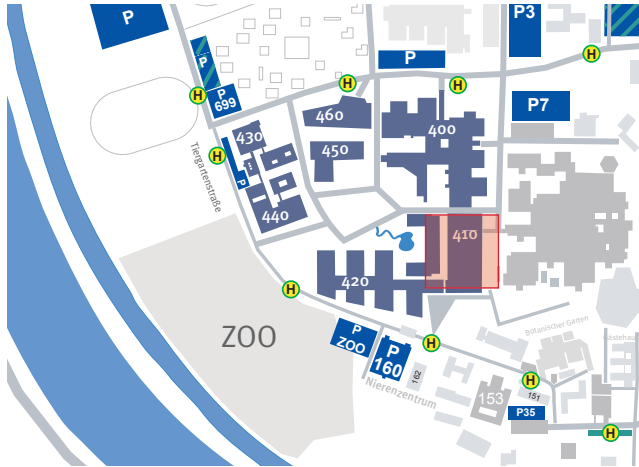 P
P3
H
P
P
H
H
P
699
H
P7
460
400
430
450
H
P
Tiergartenstraße
440
410
420
H
ZOO
P
ZOO
P
160
162
H
Botanischer Garten
Gästehau
Nierenzentrum
H
153
151
P35
H